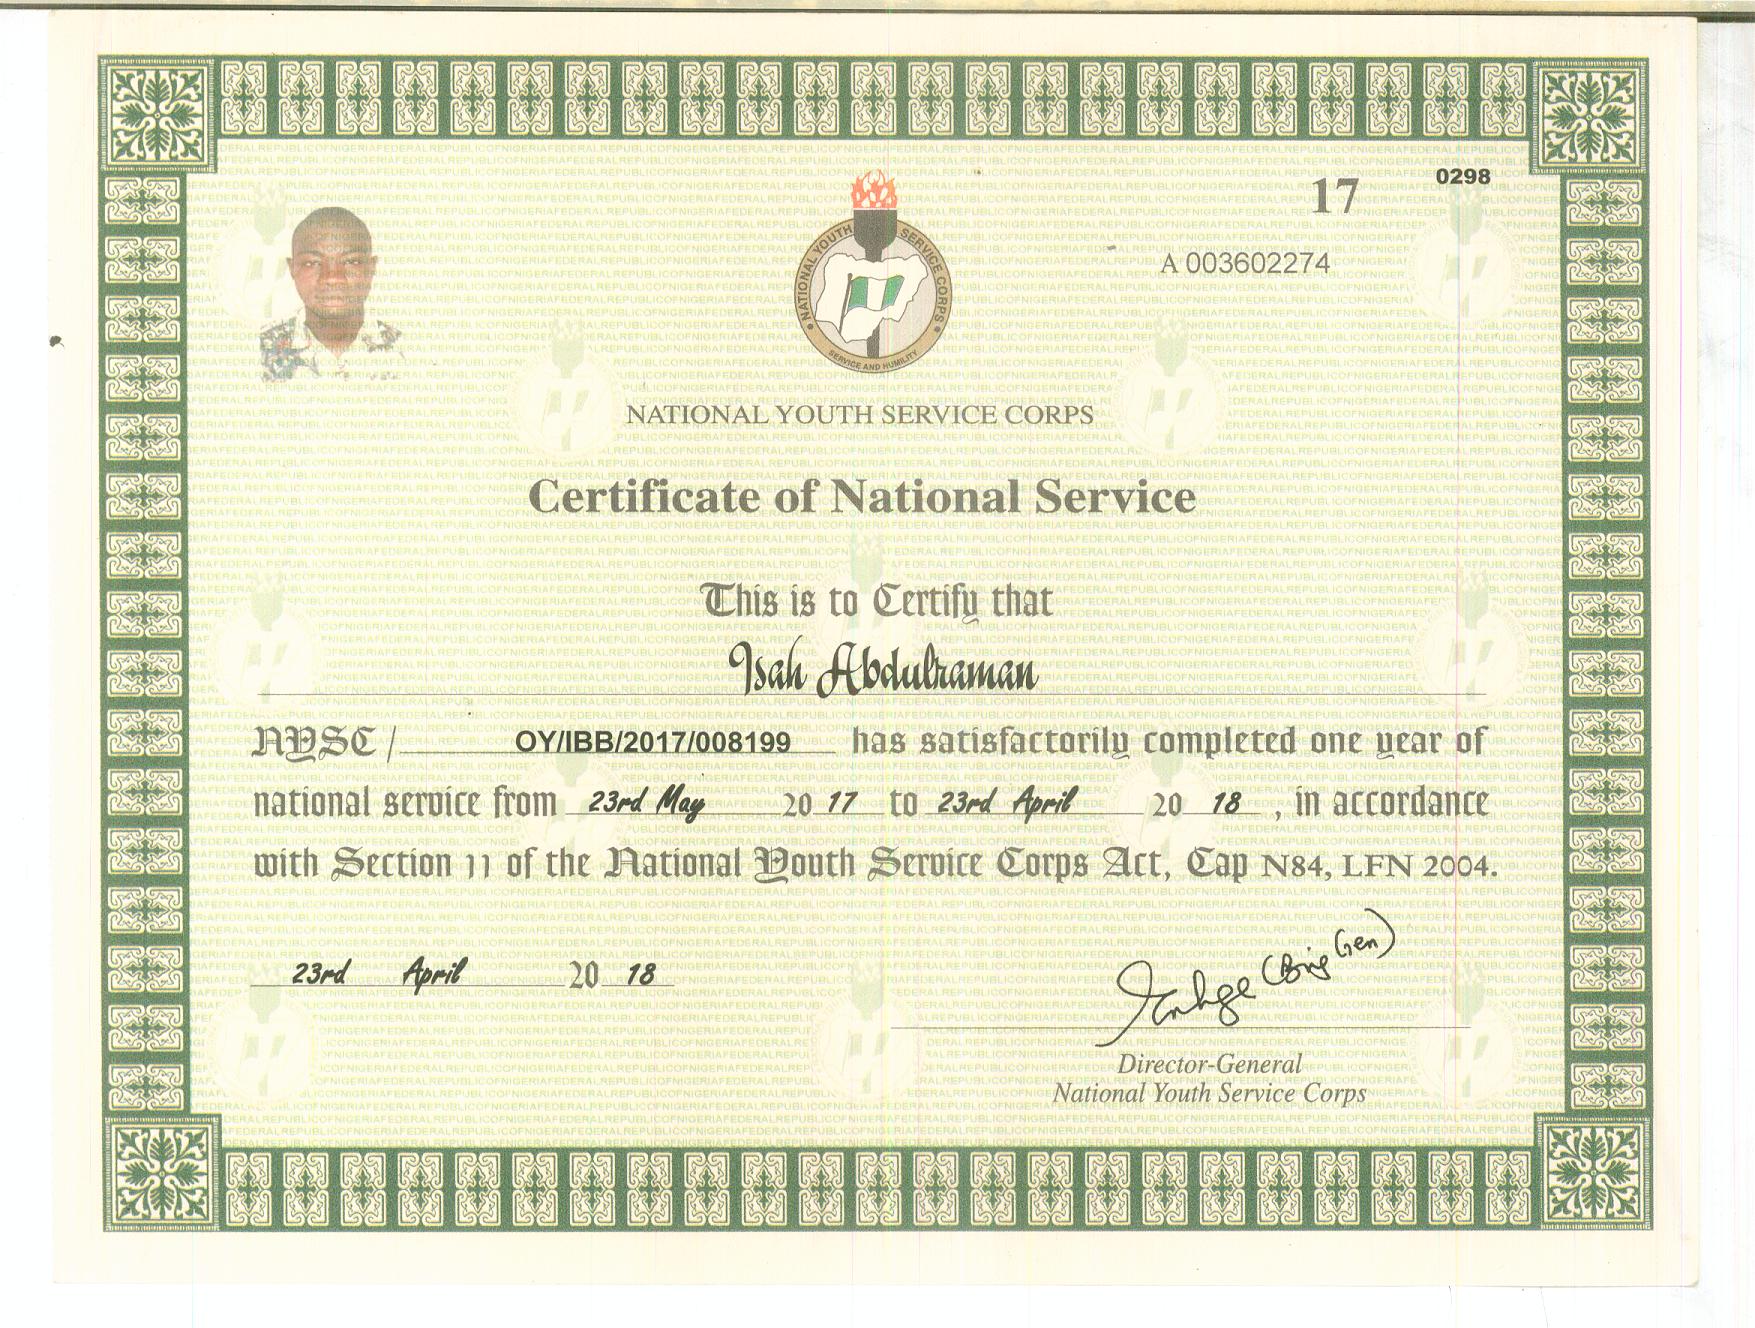 17
0298
A 003602274
NATIONAL YOUTH SERVICE CORPS
SERVICE AND HUMILITY
NATIONAL YOUTH SERVICE CORPS
Certificate of National Service
This is to Certify that
Isah Abdulraman
NYSC / OY/IBB/2017/008199 has satisfactorily completed one year of
national service from 23rd May 20 17 to 23rd April 20 18 , in accordance
with Section 11 of the National Youth Service Corps Act, Cap N84, LFN 2004.
23rd April 20 18
(Brig Gen)
Director-General
National Youth Service Corps